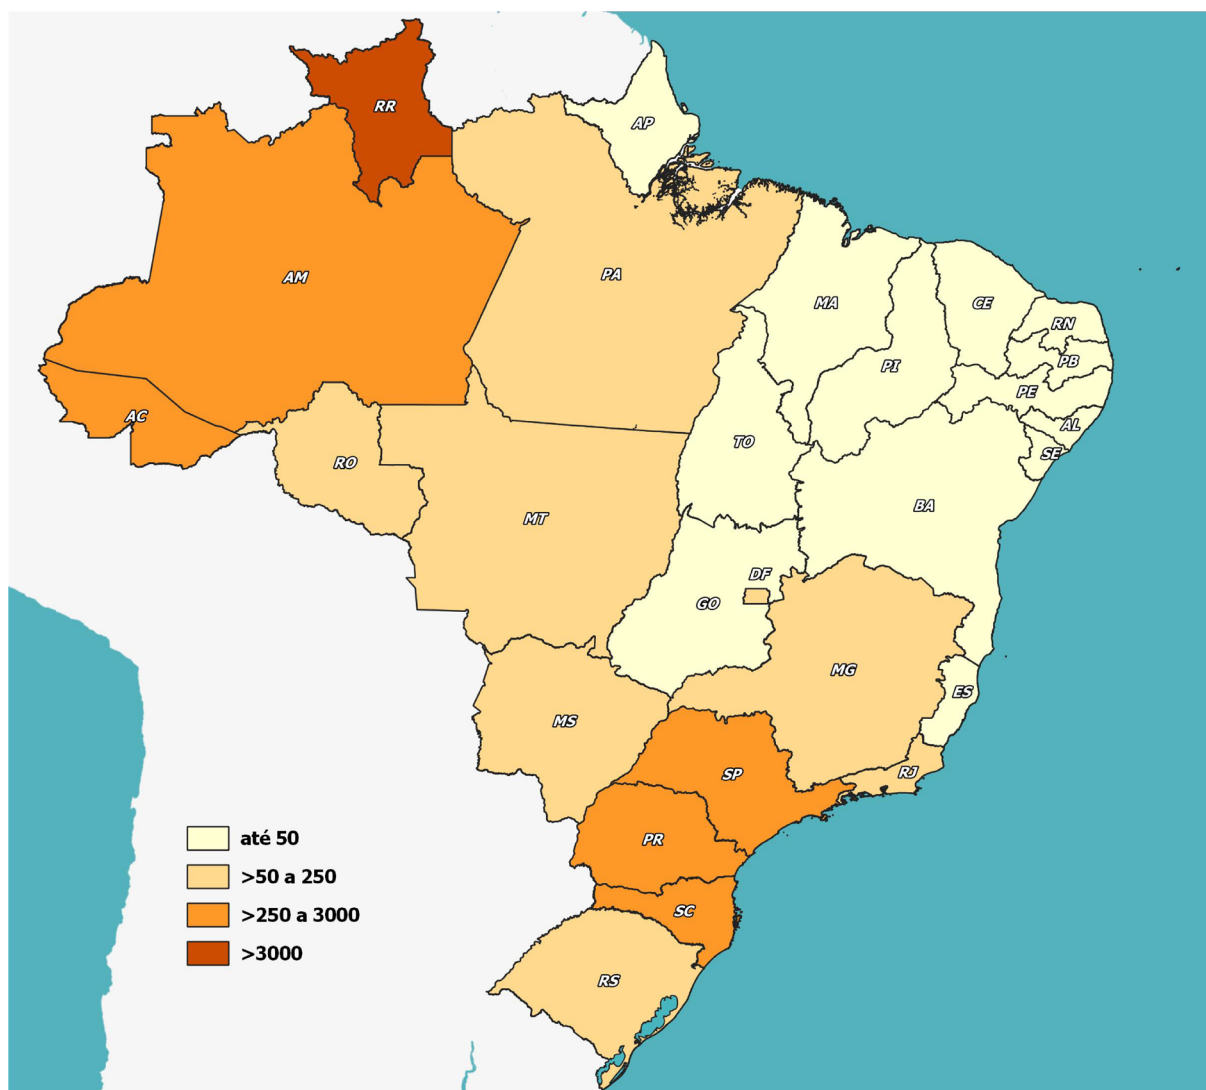 RR
AP
AM
PA
MA
CE
RN
PB
PI
PE
AC
AL
TO
SE
RO
BA
MT
DF
GO
MG
ES
MS
SP
RJ
PR
SC
RS
até 50
>50 a 250
>250 a 3000
>3000